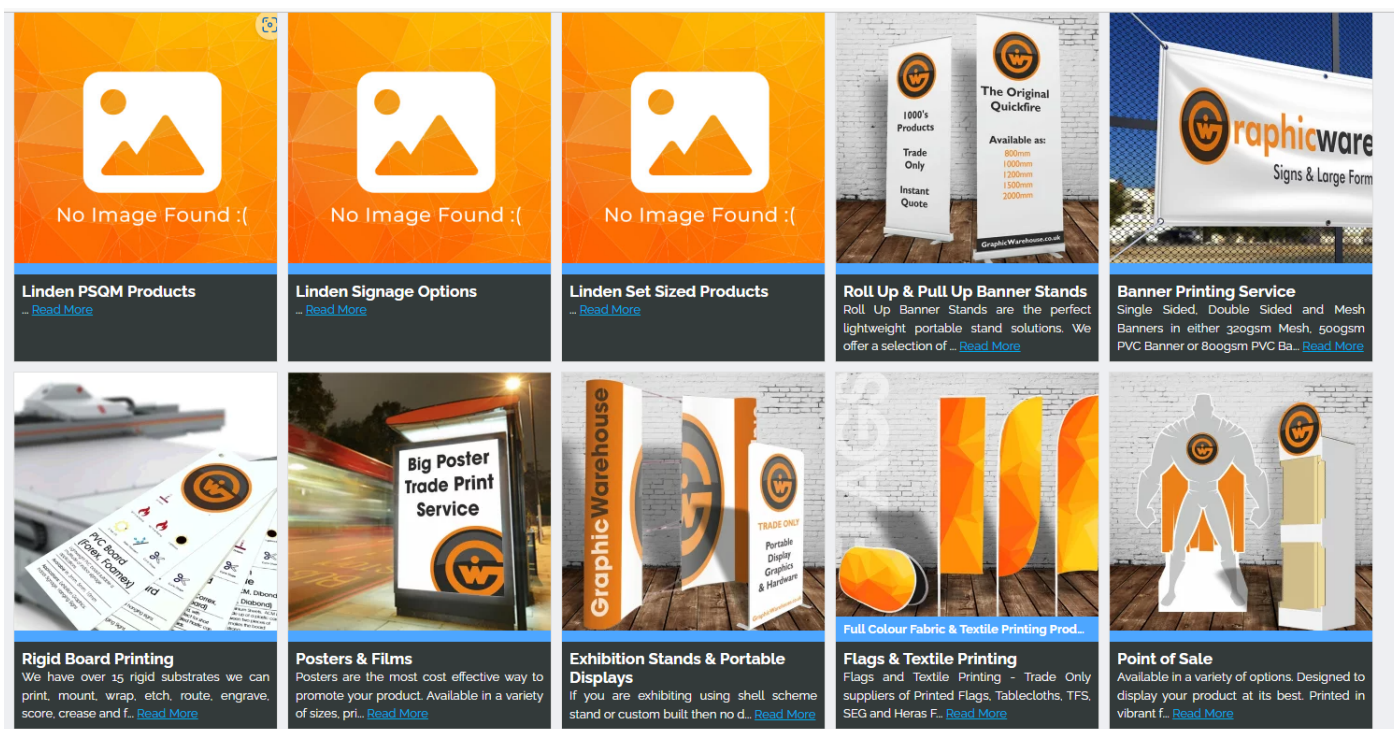 No Image Found :(
Linden PSQM Products
... Read More
No Image Found :(
Linden Signage Options
... Read More
No Image Found :(
Linden Set Sized Products
... Read More
1000's
Products
Trade
Only
Instant
Quote
The Original
Quickfire
Available as:
800mm
1000mm
1200mm
1500mm
2000mm
GraphicWarehouse.co.uk
Roll Up & Pull Up Banner Stands
Roll Up Banner Stands are the perfect
lightweight portable stand solutions. We
offer a selection of ... Read More
Graphicware
Signs & Large Form
Banner Printing Service
Single Sided, Double Sided and Mesh
Banners in either 320gsm Mesh, 500gsm
PVC Banner or 800gsm PVC Ba... Read More
PVC Board
(Forex, Foamex)
Rigid Board Printing
We have over 15 rigid substrates we can
print, mount, wrap, etch, route, engrave,
score, crease and f... Read More
Big Poster
Trade Print
Service
Posters & Films
Posters are the most cost effective way to
promote your product. Available in a variety
of sizes, pri... Read More
GraphicWarehouse
TRADE ONLY
Portable
Display
Graphics
& Hardware
GraphicWarehouse.co.uk
Exhibition Stands & Portable
Displays
If you are exhibiting using shell scheme
stand or custom built then no d... Read More
Full Colour Fabric & Textile Printing Prod...
Flags & Textile Printing
Flags and Textile Printing - Trade Only
suppliers of Printed Flags, Tablecloths, TFS,
SEG and Heras F... Read More
Point of Sale
Available in a variety of options. Designed to
display your product at its best. Printed in
vibrant f... Read More